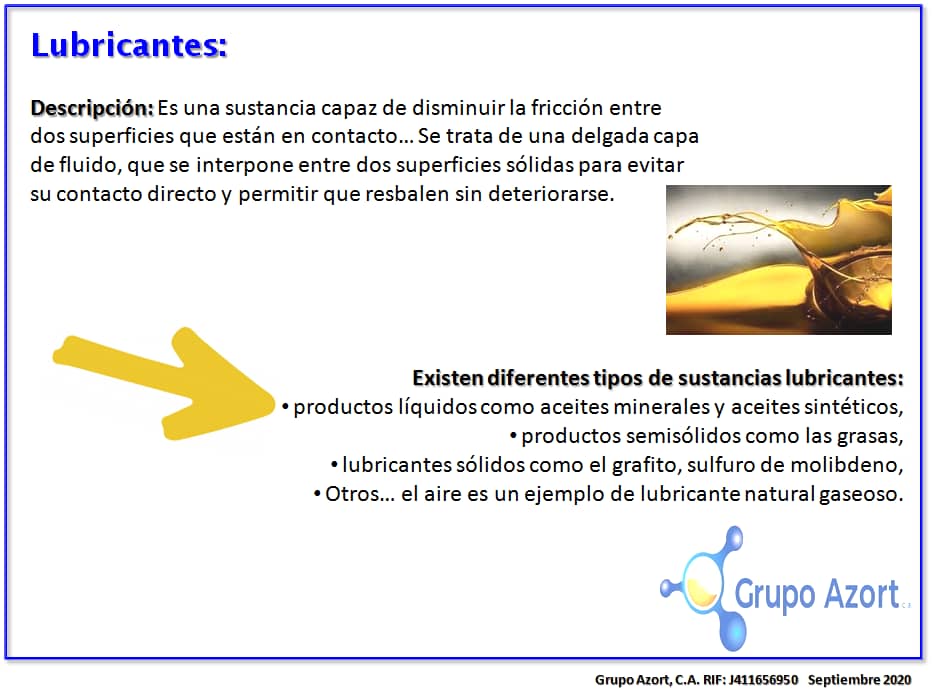 Lubricantes:
Descripción: Es una sustancia capaz de disminuir la fricción entre
dos superficies que están en contacto... Se trata de una delgada capa
de fluido, que se interpone entre dos superficies sólidas para evitar
su contacto directo y permitir que resbalen sin deteriorarse.
Existen diferentes tipos de sustancias lubricantes:
• productos líquidos como aceites minerales y aceites sintéticos,
• productos semisólidos como las grasas,
• lubricantes sólidos como el grafito, sulfuro de molibdeno,
• Otros... el aire es un ejemplo de lubricante natural gaseoso.
Grupo Azort c.a
Grupo Azort, C.A. RIF: J411656950 Septiembre 2020